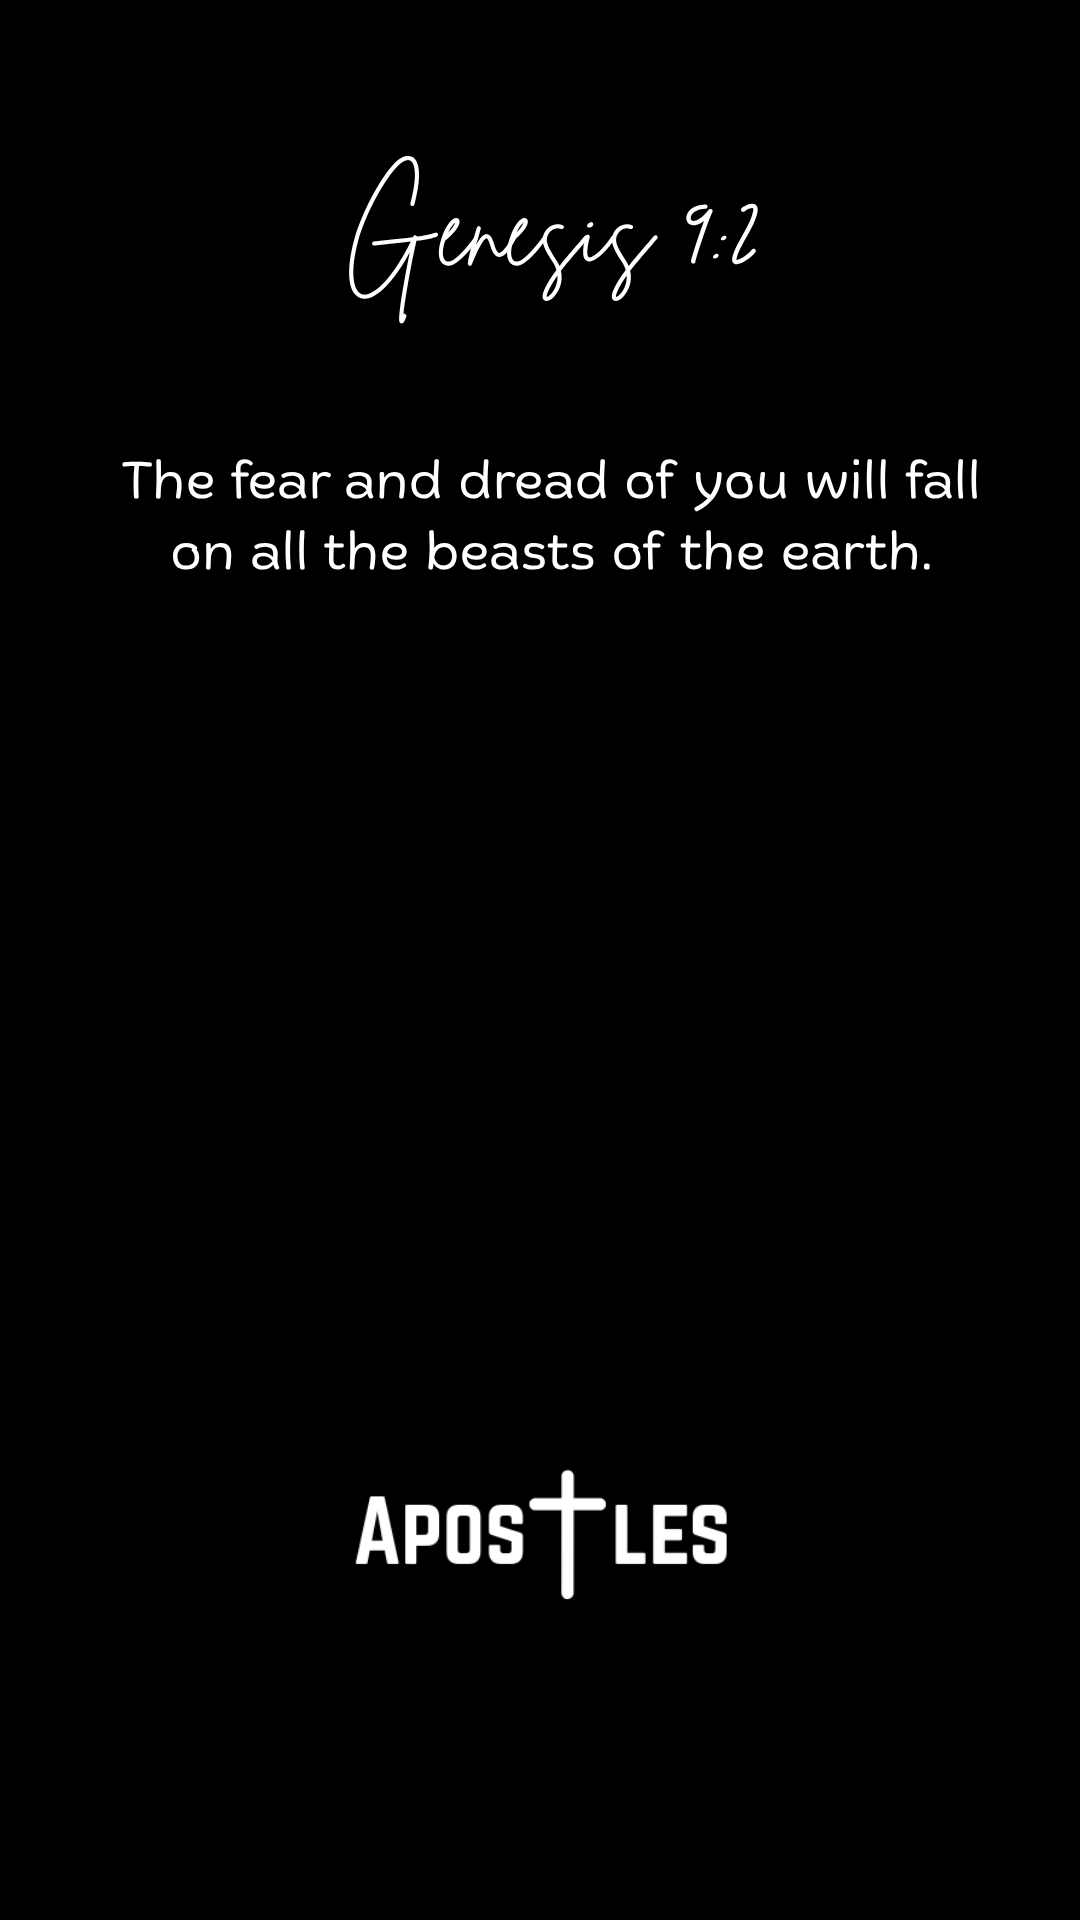 Genesis 9:2
The fear and dread of you will fall
on all the beasts of the earth.
APOSTLES